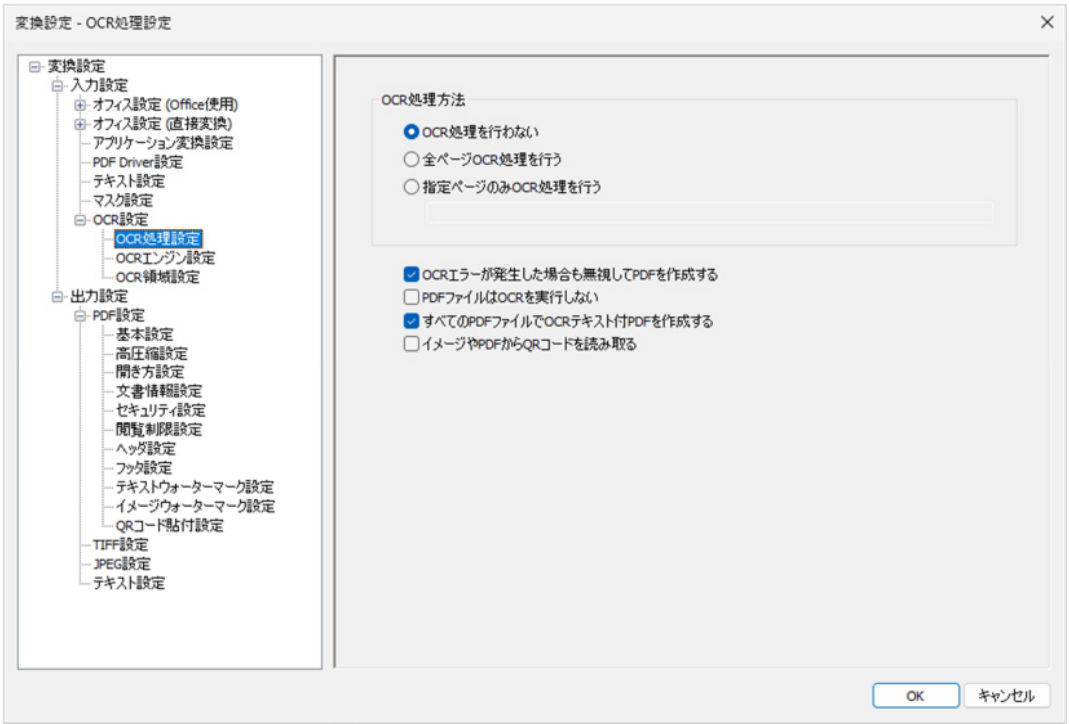 変換設定 - OCR処理設定
変換設定
入力設定
オフィス設定 (Office使用)
オフィス設定 (直接変換)
アプリケーション変換設定
PDF Driver設定
テキスト設定
マスク設定
OCR設定
OCR処理設定
OCRエンジン設定
OCR領域設定
出力設定
PDF設定
基本設定
高圧縮設定
開き方設定
文書情報設定
セキュリティ設定
閲覧制限設定
ヘッダ設定
フッタ設定
テキストウォーターマーク設定
イメージウォーターマーク設定
QRコード貼付設定
TIFF設定
JPEG設定
テキスト設定
OCR処理方法
OCR処理を行わない
全ページOCR処理を行う
指定ページのみOCR処理を行う
OCRエラーが発生した場合も無視してPDFを作成する
PDFファイルはOCRを実行しない
すべてのPDFファイルでOCRテキスト付PDFを作成する
イメージやPDFからQRコードを読み取る
OK
キャンセル